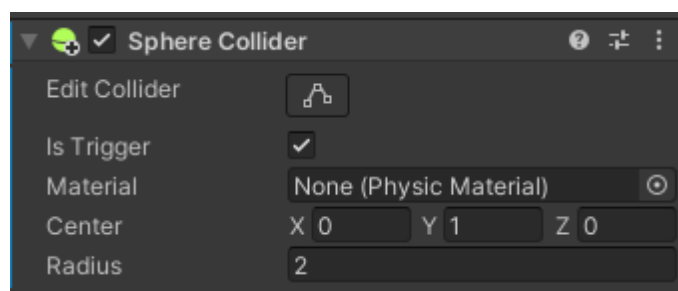 Sphere Collider
Edit Collider
Is Trigger
Material None (Physic Material)
Center X 0 Y 1 Z 0
Radius 2